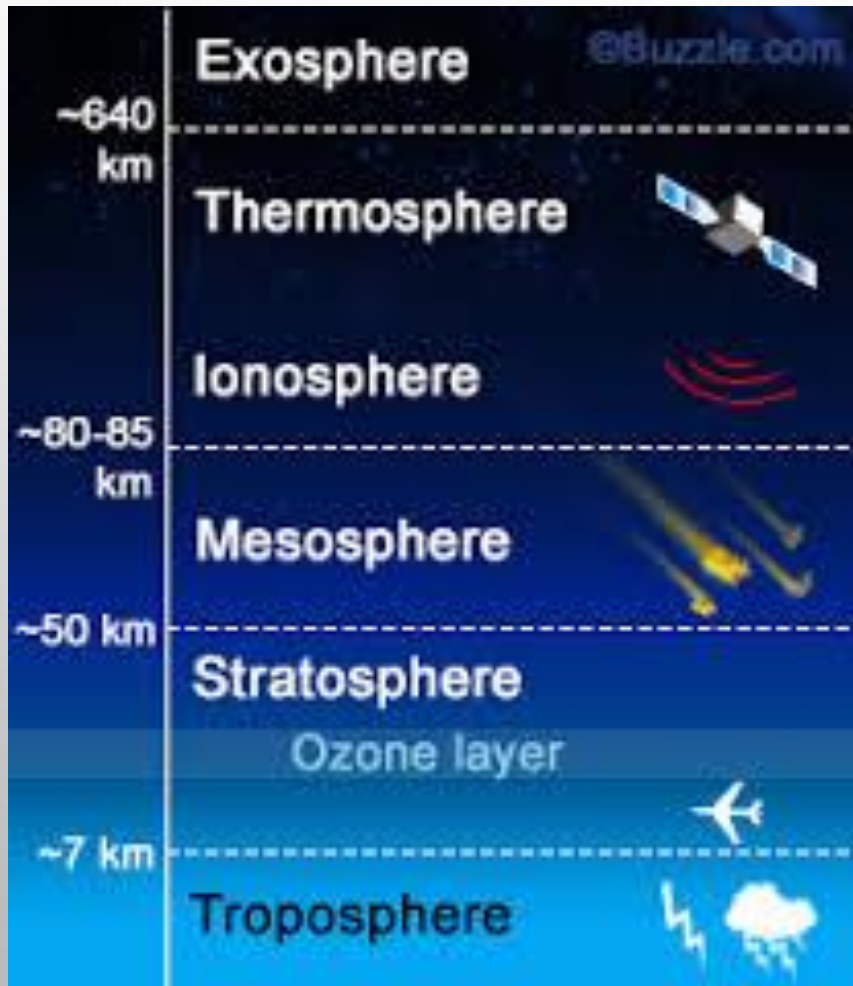 Exosphere
©Buzzle.com
~640
km
Thermosphere
Ionosphere
~80-85
km
Mesosphere
~50 km
Stratosphere
Ozone layer
~7 km
Troposphere